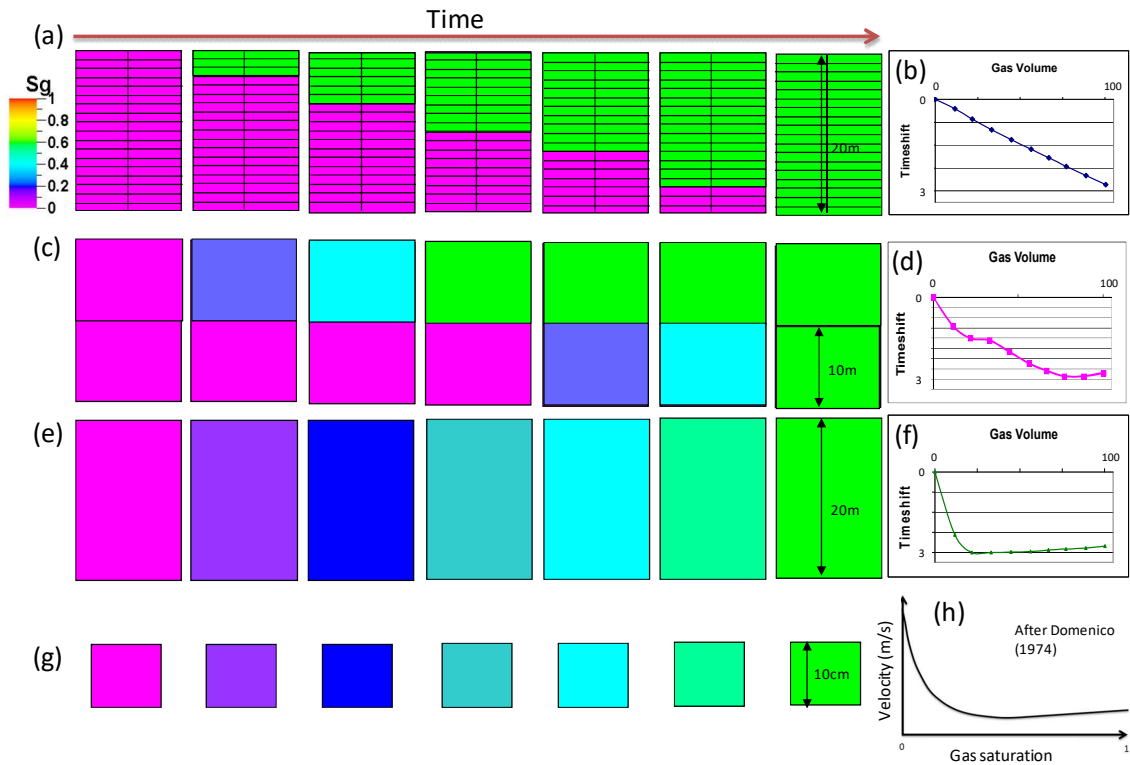 Time
(a)
Sg
1
0.8
0.6
0.4
0.2
0
20m
(b)
Gas Volume
0
100
0
3
Timeshift
(c)
10m
(d)
Gas Volume
0
100
0
3
Timeshift
(e)
20m
(f)
Gas Volume
0
100
0
3
Timeshift
(g)
10cm
(h)
After Domenico
(1974)
Velocity (m/s)
0
1
Gas saturation